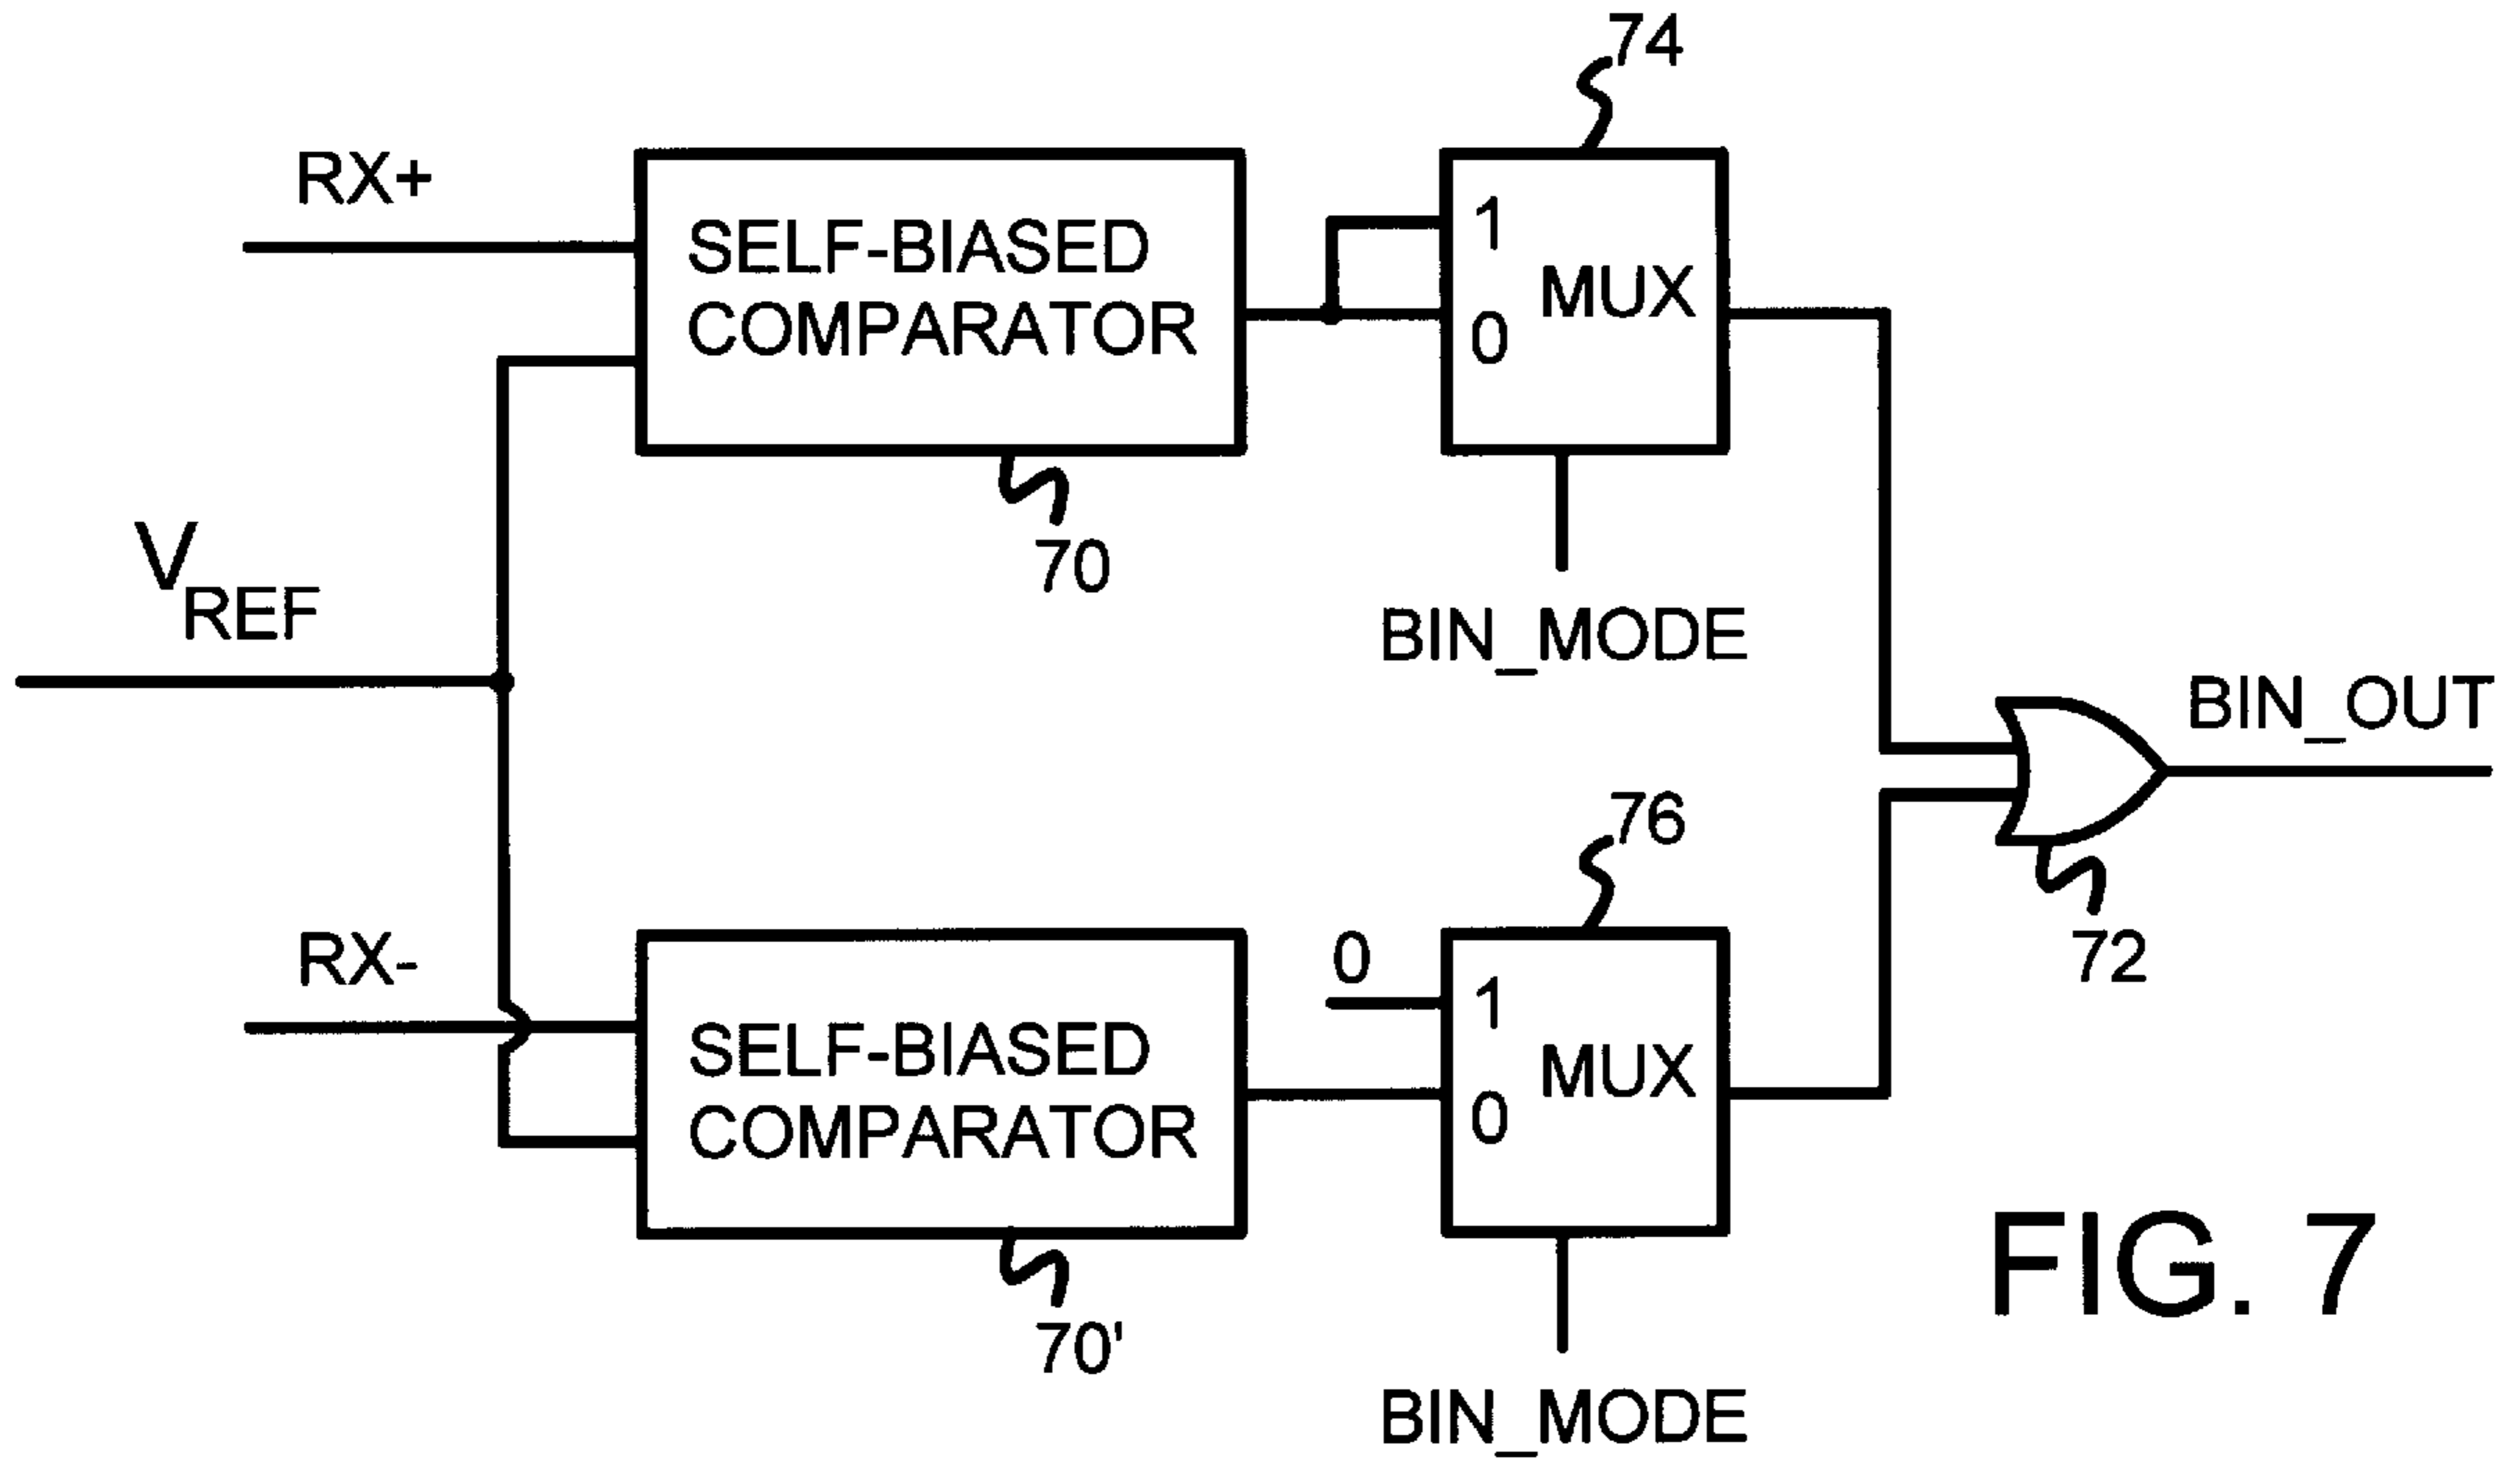 74
RX+
SELF-BIASED
COMPARATOR
1
MUX
0
70
VREF
BIN_MODE
BIN_OUT
76
RX-
0
1
72
SELF-BIASED
COMPARATOR
MUX
0
70'
BIN_MODE
FIG. 7